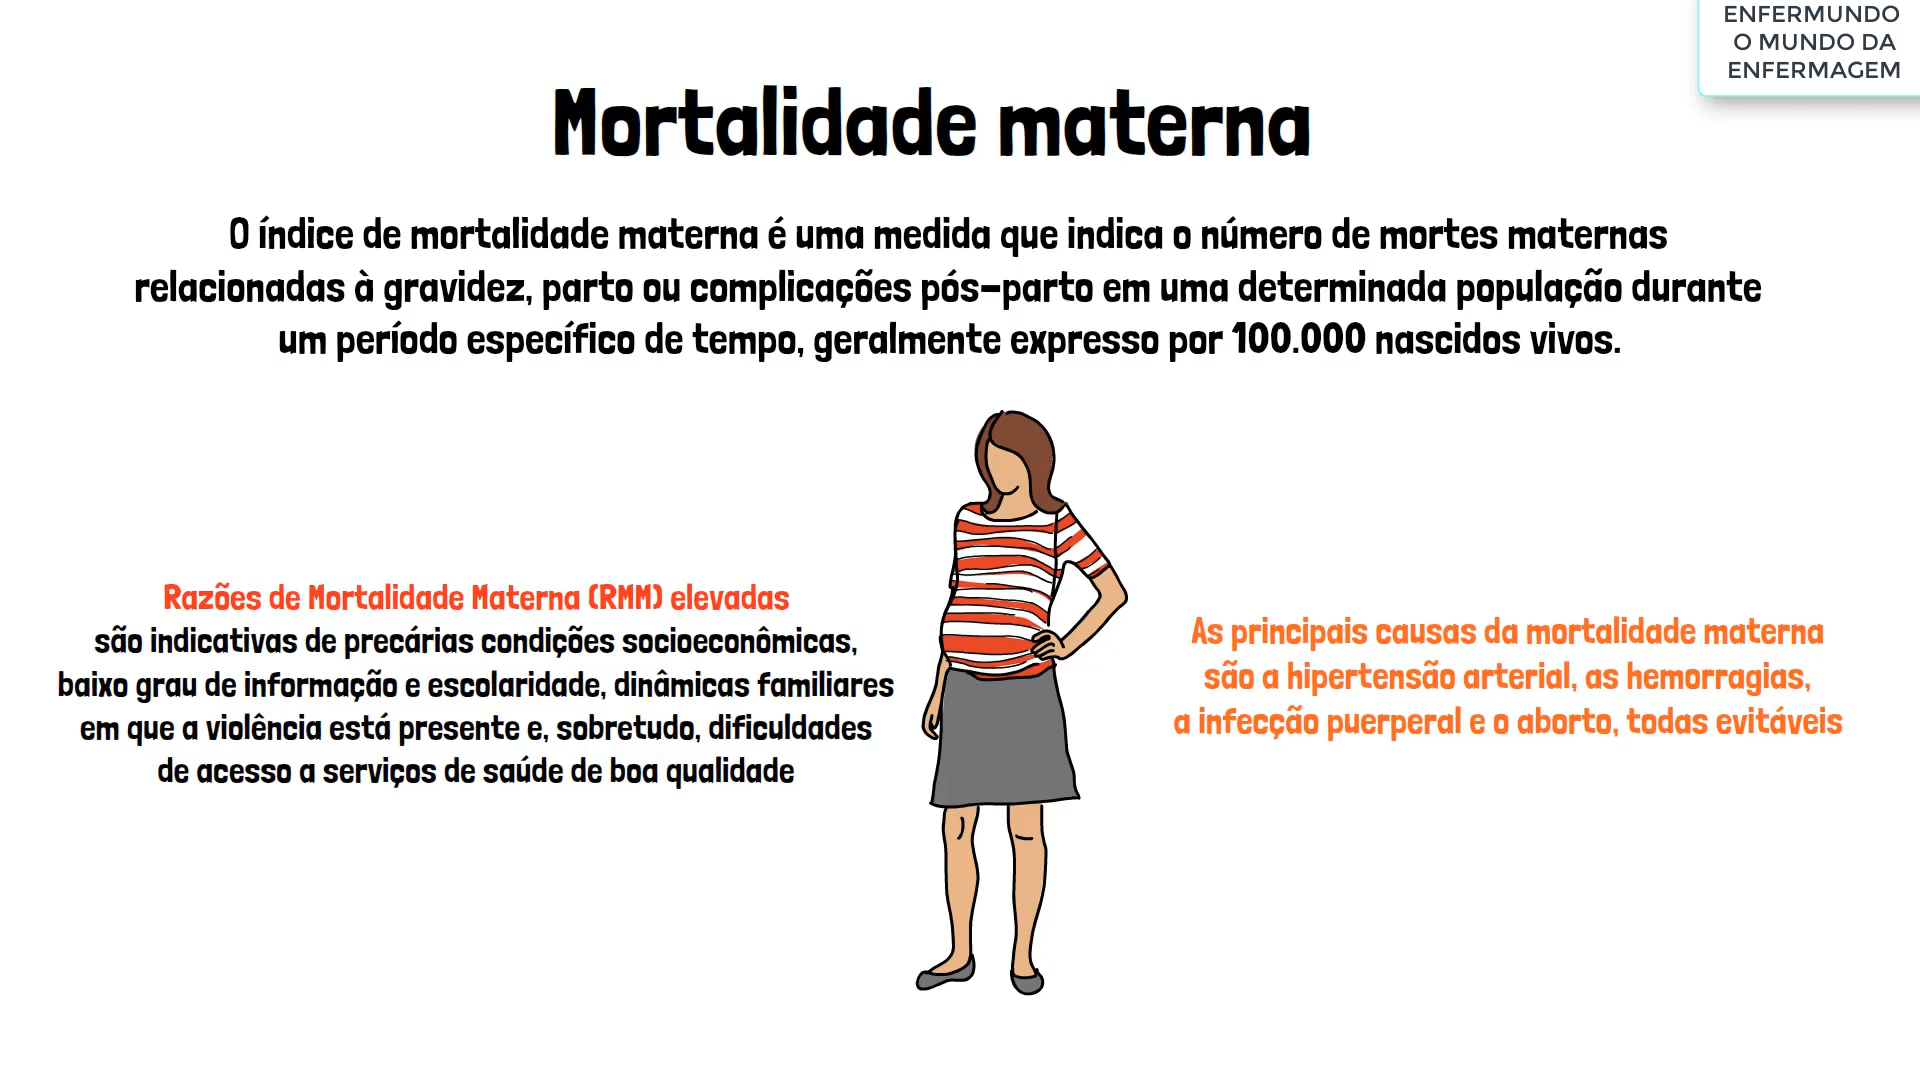 ENFERMUNDO
O MUNDO DA
ENFERMAGEM
Mortalidade materna
O índice de mortalidade materna é uma medida que indica o número de mortes maternas
relacionadas à gravidez, parto ou complicações pós-parto em uma determinada população durante
um período específico de tempo, geralmente expresso por 100.000 nascidos vivos.
Razões de Mortalidade Materna (RMM) elevadas
são indicativas de precárias condições socioeconômicas,
baixo grau de informação e escolaridade, dinâmicas familiares
em que a violência está presente e, sobretudo, dificuldades
de acesso a serviços de saúde de boa qualidade
As principais causas da mortalidade materna
são a hipertensão arterial, as hemorragias,
a infecção puerperal e o aborto, todas evitáveis